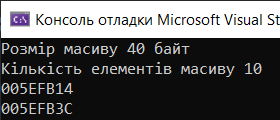 Консоль отладки Microsoft Visual St
Розмір масиву 40 байт
Кількість елементів масиву 10
005EFB14
005EFB3C